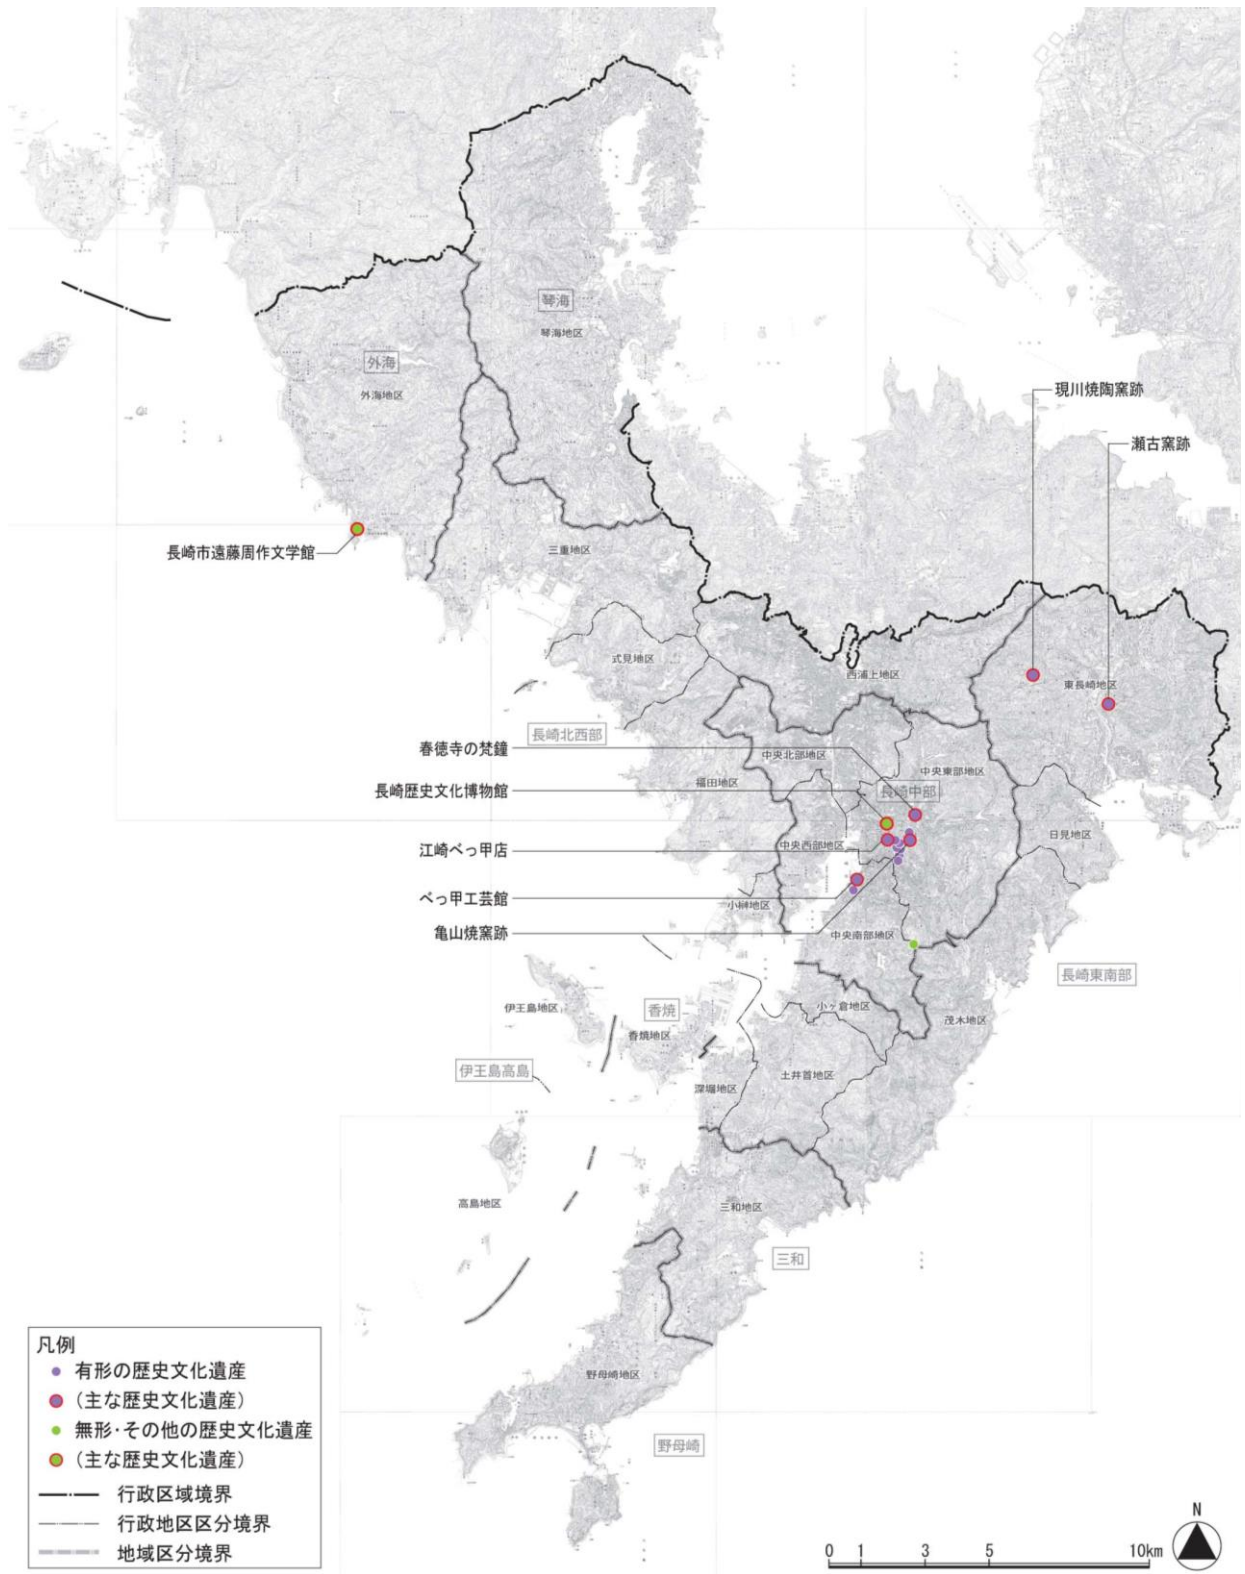 琴海
琴海地区
外海
外海地区
現川焼陶窯跡
瀬古窯跡
長崎市遠藤周作文学館
三重地区
式見地区
西浦上地区
東長崎地区
長崎北西部
春徳寺の梵鐘
中央北部地区
中央東部地区
福田地区
長崎歴史文化博物館
長崎中部
日見地区
江崎べっ甲店
中央西部地区
べっ甲工芸館
小榊地区
亀山焼窯跡
中央南部地区
長崎東南部
伊王島地区
香焼
小ヶ倉地区
茂木地区
香焼地区
伊王島高島
土井首地区
深堀地区
高島地区
三和地区
三和
野母崎地区
野母崎
凡例
有形の歴史文化遺産
（主な歴史文化遺産）
無形・その他の歴史文化遺産
（主な歴史文化遺産）
行政区域境界
行政地区区分境界
地域区分境界
N
0 1 3 5 10km